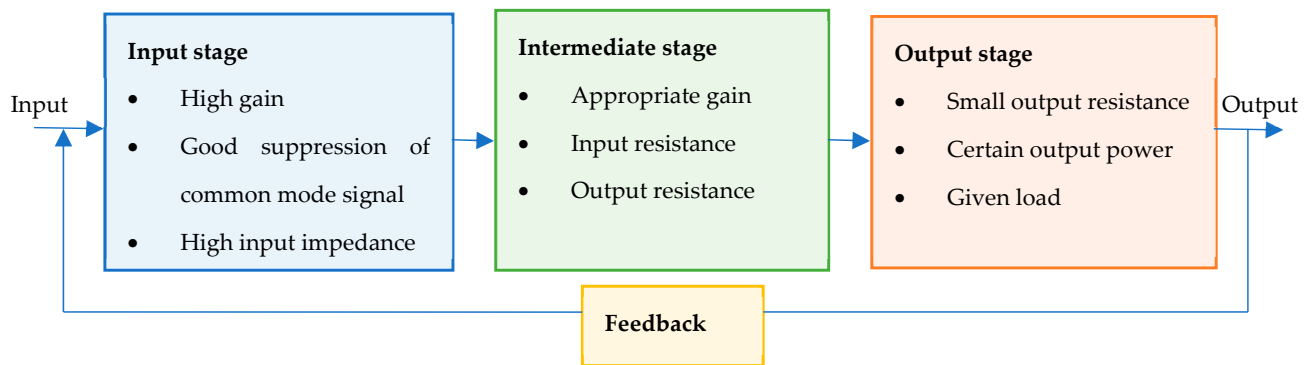 Input
Input stage
• High gain
• Good suppression of
common mode signal
• High input impedance
Intermediate stage
• Appropriate gain
• Input resistance
• Output resistance
Output stage
• Small output resistance
• Certain output power
• Given load
Output
Feedback